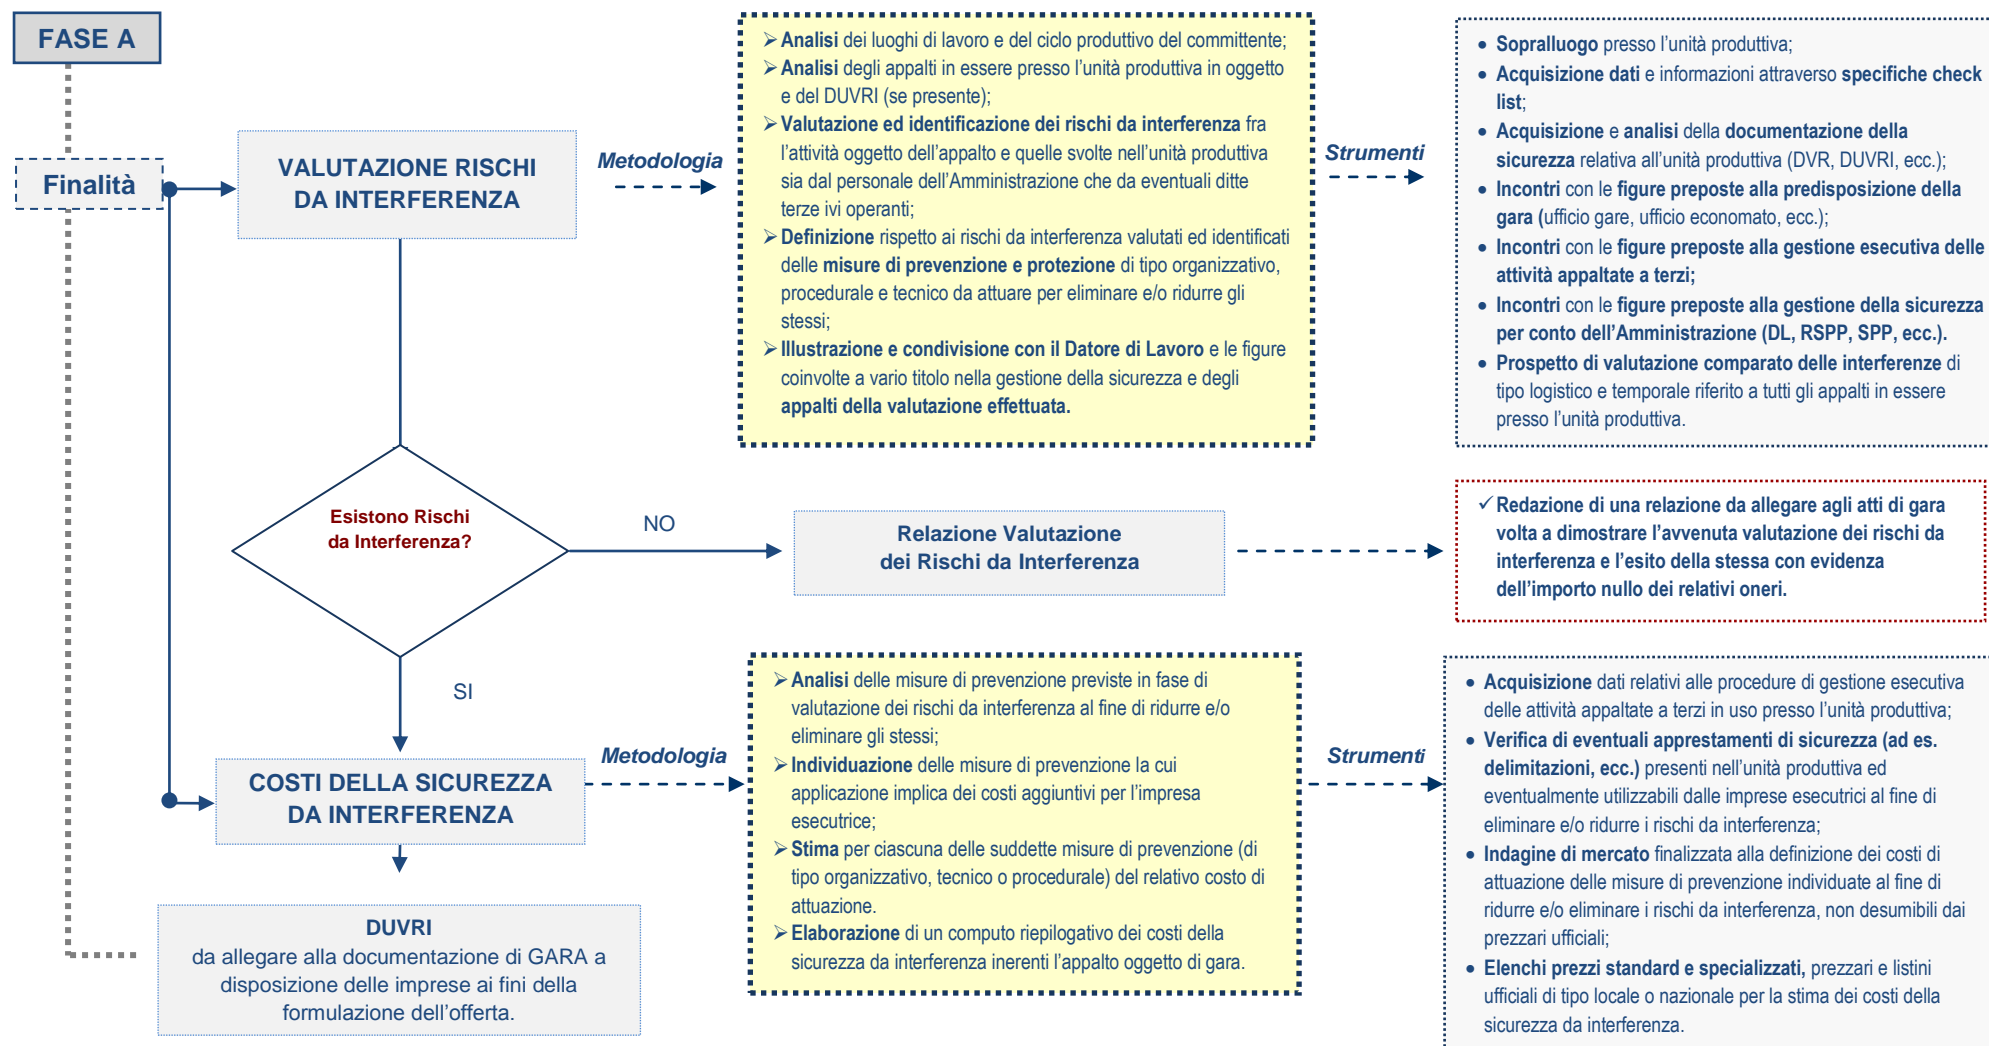 FASE A
Finalità
VALUTAZIONE RISCHI
DA INTERFERENZA
Metodologia
➢ Analisi dei luoghi di lavoro e del ciclo produttivo del committente;
➢ Analisi degli appalti in essere presso l’unità produttiva in oggetto
e del DUVRI (se presente);
➢ Valutazione ed identificazione dei rischi da interferenza fra
l’attività oggetto dell’appalto e quelle svolte nell’unità produttiva
sia dal personale dell’Amministrazione che da eventuali ditte
terze ivi operanti;
➢ Definizione rispetto ai rischi da interferenza valutati ed identificati
delle misure di prevenzione e protezione di tipo organizzativo,
procedurale e tecnico da attuare per eliminare e/o ridurre gli
stessi;
➢ Illustrazione e condivisione con il Datore di Lavoro e le figure
coinvolte a vario titolo nella gestione della sicurezza e degli
appalti della valutazione effettuata.
Strumenti
• Sopralluogo presso l’unità produttiva;
• Acquisizione dati e informazioni attraverso specifiche check
list;
• Acquisizione e analisi della documentazione della
sicurezza relativa all’unità produttiva (DVR, DUVRI, ecc.);
• Incontri con le figure preposte alla predisposizione della
gara (ufficio gare, ufficio economato, ecc.);
• Incontri con le figure preposte alla gestione esecutiva delle
attività appaltate a terzi;
• Incontri con le figure preposte alla gestione della sicurezza
per conto dell’Amministrazione (DL, RSPP, SPP, ecc.).
• Prospetto di valutazione comparato delle interferenze di
tipo logistico e temporale riferito a tutti gli appalti in essere
presso l’unità produttiva.
Esistono Rischi
da Interferenza?
NO
Relazione Valutazione
dei Rischi da Interferenza
✓ Redazione di una relazione da allegare agli atti di gara
volta a dimostrare l’avvenuta valutazione dei rischi da
interferenza e l’esito della stessa con evidenza
dell’importo nullo dei relativi oneri.
SI
COSTI DELLA SICUREZZA
DA INTERFERENZA
Metodologia
➢ Analisi delle misure di prevenzione previste in fase di
valutazione dei rischi da interferenza al fine di ridurre e/o
eliminare gli stessi;
➢ Individuazione delle misure di prevenzione la cui
applicazione implica dei costi aggiuntivi per l’impresa
esecutrice;
➢ Stima per ciascuna delle suddette misure di prevenzione (di
tipo organizzativo, tecnico o procedurale) del relativo costo di
attuazione.
➢ Elaborazione di un computo riepilogativo dei costi della
sicurezza da interferenza inerenti l’appalto oggetto di gara.
Strumenti
• Acquisizione dati relativi alle procedure di gestione esecutiva
delle attività appaltate a terzi in uso presso l’unità produttiva;
• Verifica di eventuali apprestamenti di sicurezza (ad es.
delimitazioni, ecc.) presenti nell’unità produttiva ed
eventualmente utilizzabili dalle imprese esecutrici al fine di
eliminare e/o ridurre i rischi da interferenza;
• Indagine di mercato finalizzata alla definizione dei costi di
attuazione delle misure di prevenzione individuate al fine di
ridurre e/o eliminare i rischi da interferenza, non desumibili dai
prezzari ufficiali;
• Elenchi prezzi standard e specializzati, prezzari e listini
ufficiali di tipo locale o nazionale per la stima dei costi della
sicurezza da interferenza.
DUVRI
da allegare alla documentazione di GARA a
disposizione delle imprese ai fini della
formulazione dell’offerta.